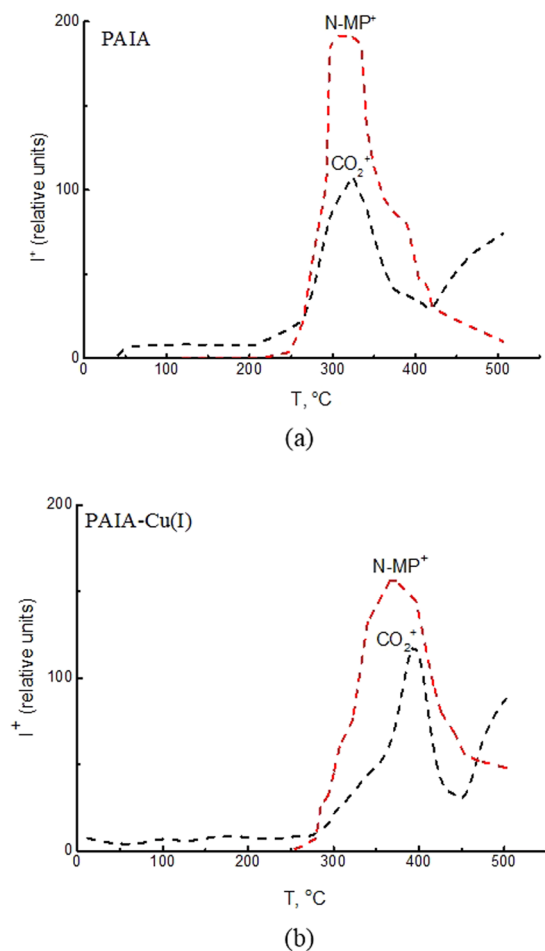 PAIA
200
N-MP⁺
CO₂⁺
100
0
I⁺ (relative units)
0 100 200 300 400 500
T, °C
(a)
PAIA-Cu(I)
200
N-MP⁺
CO₂⁺
100
0
I⁺ (relative units)
0 100 200 300 400 500
T, °C
(b)